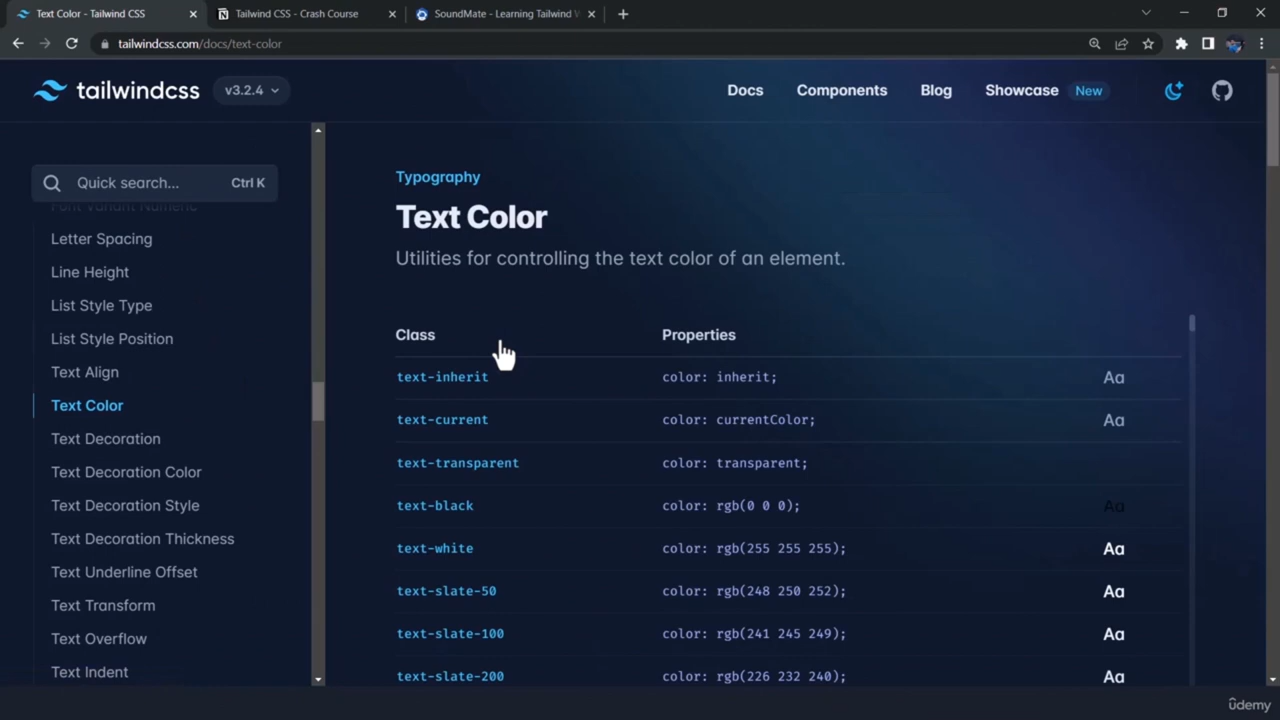 Text Color - Tailwind CSS
Tailwind CSS - Crash Course
SoundMate - Learning Tailwind
tailwindcss.com/docs/text-color
tailwindcss
v3.2.4
Docs
Components
Blog
Showcase
New
Quick search...
Ctrl K
Font Variant Numeric
Letter Spacing
Line Height
List Style Type
List Style Position
Text Align
Text Color
Text Decoration
Text Decoration Color
Text Decoration Style
Text Decoration Thickness
Text Underline Offset
Text Transform
Text Overflow
Text Indent
Typography
Text Color
Utilities for controlling the text color of an element.
Class Properties
text-inherit color: inherit; Aa
text-current color: currentColor; Aa
text-transparent color: transparent;
text-black color: rgb(0 0 0); Aa
text-white color: rgb(255 255 255); Aa
text-slate-50 color: rgb(248 250 252); Aa
text-slate-100 color: rgb(241 245 249); Aa
text-slate-200 color: rgb(226 232 240); Aa
ûdemy